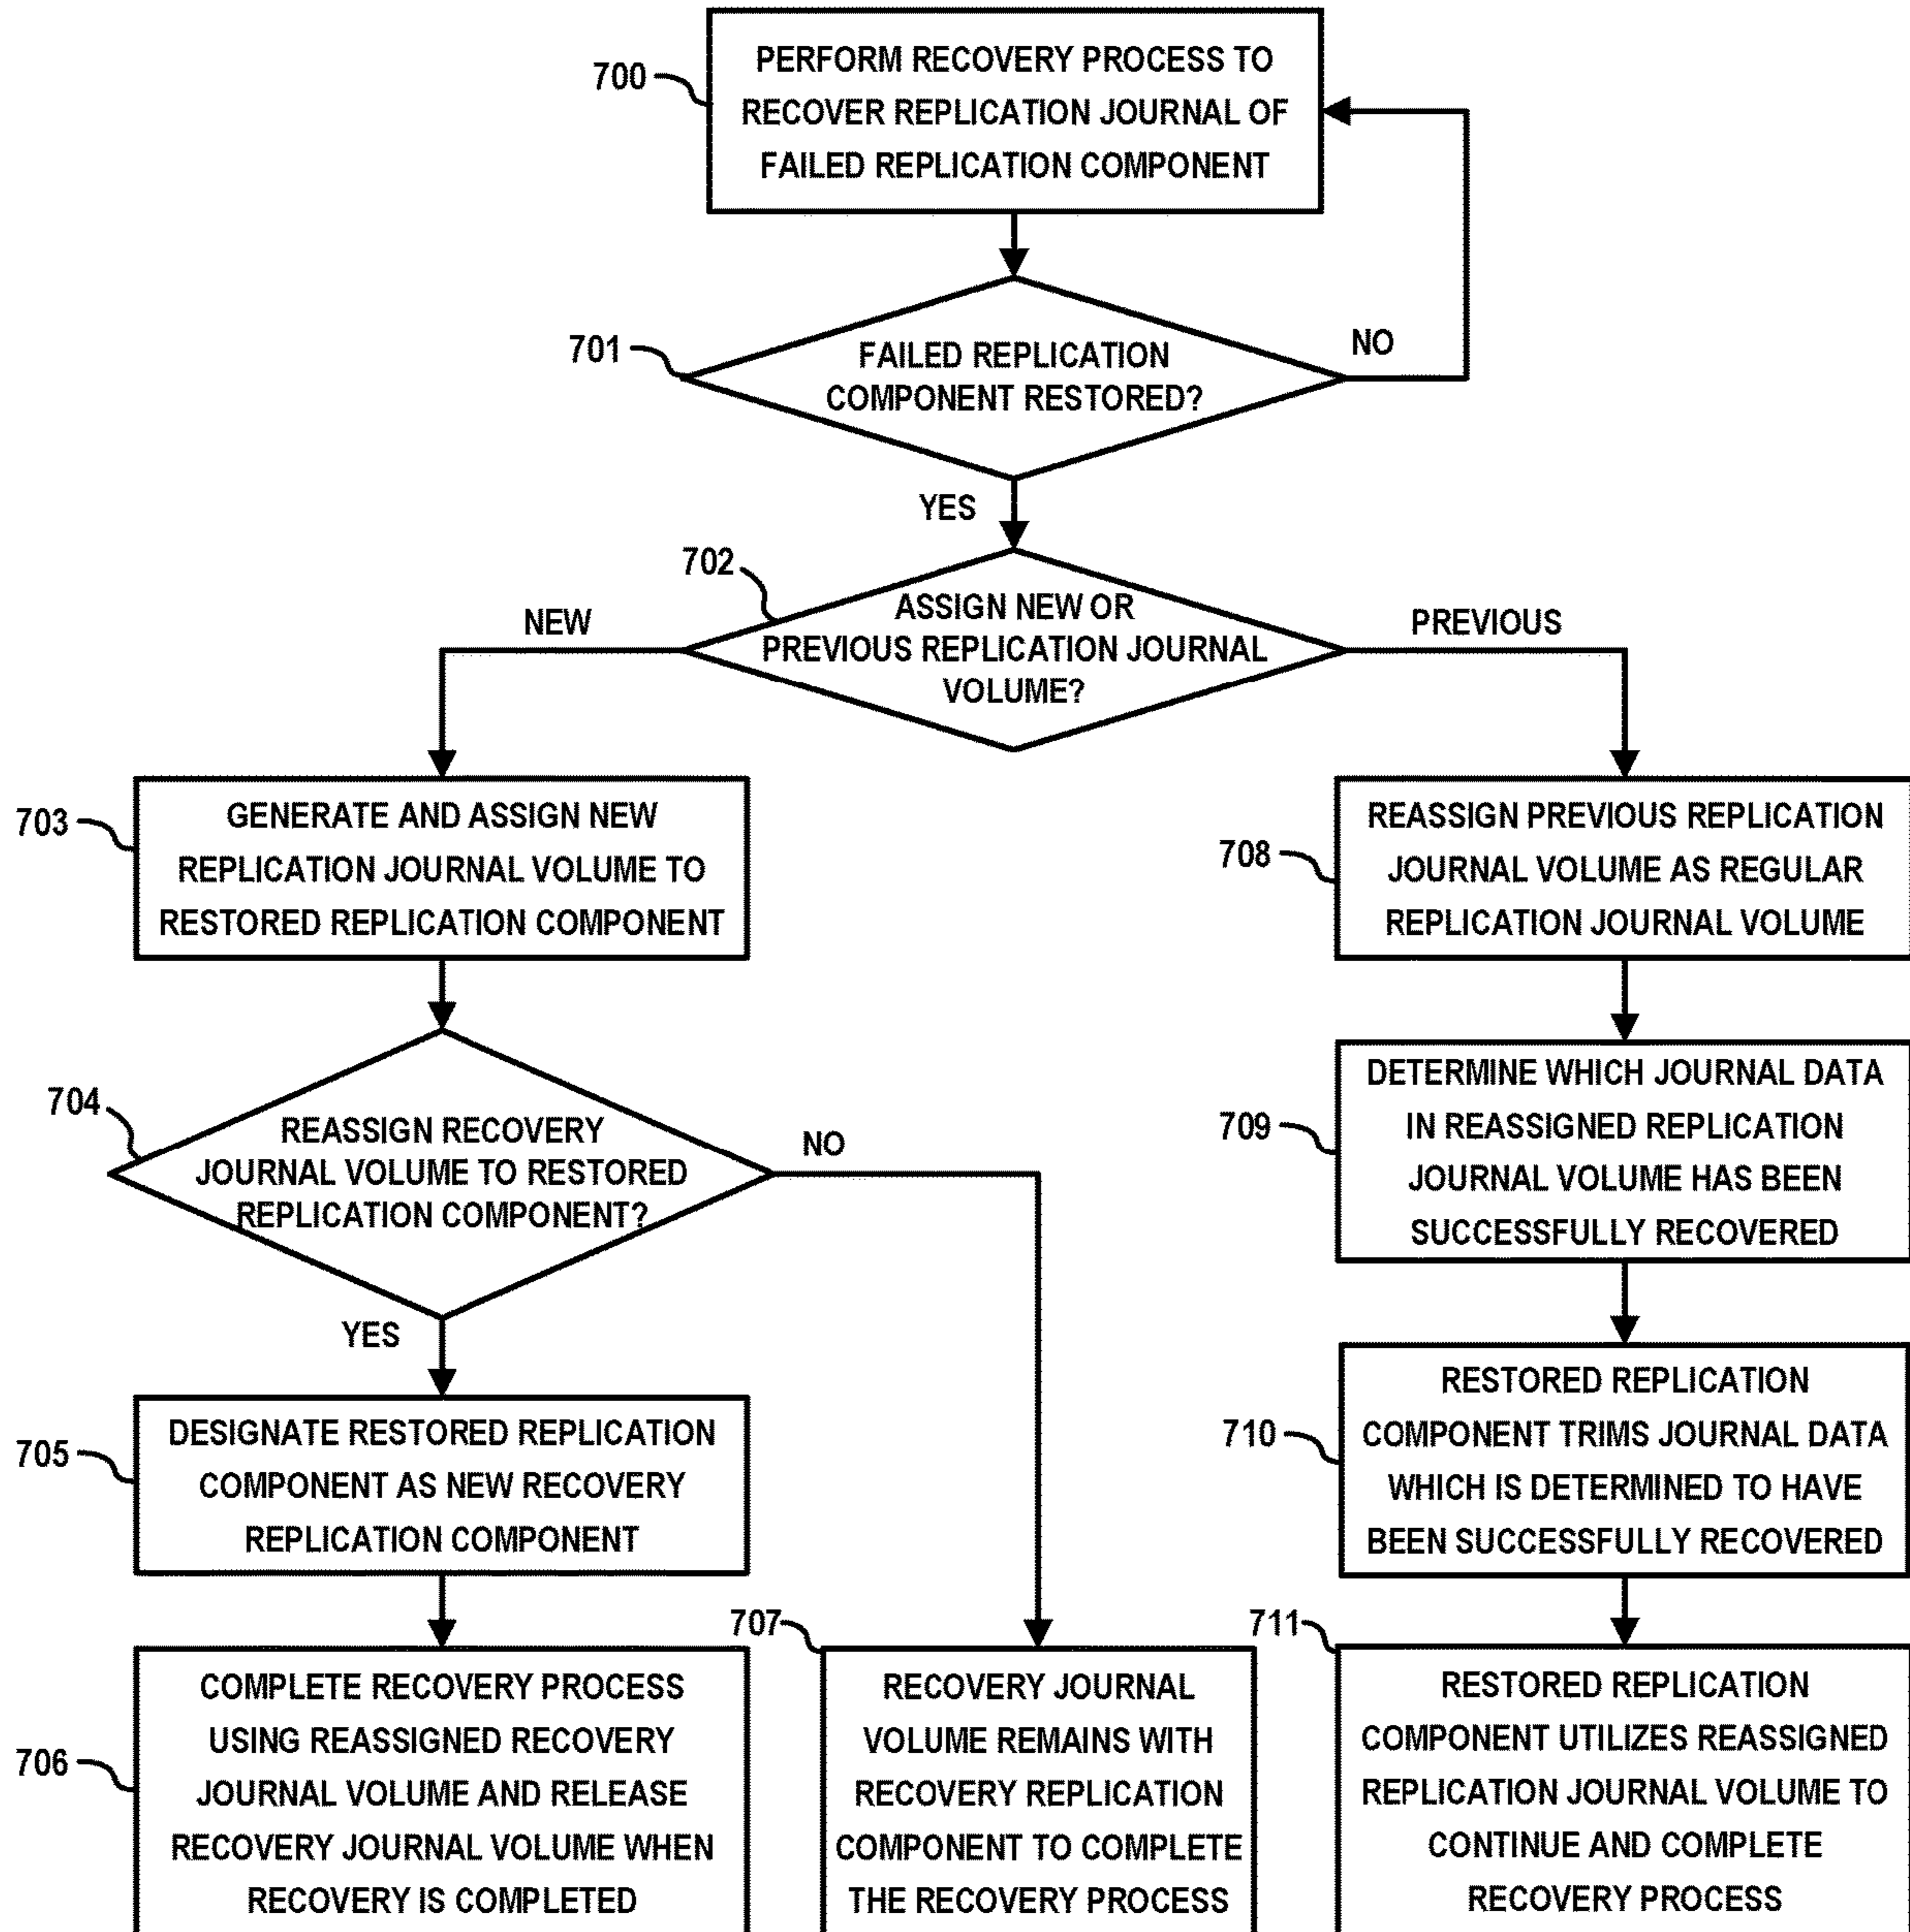 700
PERFORM RECOVERY PROCESS TO
RECOVER REPLICATION JOURNAL OF
FAILED REPLICATION COMPONENT
701
FAILED REPLICATION
COMPONENT RESTORED?
NO
YES
702
ASSIGN NEW OR
PREVIOUS REPLICATION JOURNAL
VOLUME?
NEW
PREVIOUS
703
GENERATE AND ASSIGN NEW
REPLICATION JOURNAL VOLUME TO
RESTORED REPLICATION COMPONENT
704
REASSIGN RECOVERY
JOURNAL VOLUME TO RESTORED
REPLICATION COMPONENT?
NO
YES
705
DESIGNATE RESTORED REPLICATION
COMPONENT AS NEW RECOVERY
REPLICATION COMPONENT
706
COMPLETE RECOVERY PROCESS
USING REASSIGNED RECOVERY
JOURNAL VOLUME AND RELEASE
RECOVERY JOURNAL VOLUME WHEN
RECOVERY IS COMPLETED
707
RECOVERY JOURNAL
VOLUME REMAINS WITH
RECOVERY REPLICATION
COMPONENT TO COMPLETE
THE RECOVERY PROCESS
708
REASSIGN PREVIOUS REPLICATION
JOURNAL VOLUME AS REGULAR
REPLICATION JOURNAL VOLUME
709
DETERMINE WHICH JOURNAL DATA
IN REASSIGNED REPLICATION
JOURNAL VOLUME HAS BEEN
SUCCESSFULLY RECOVERED
710
RESTORED REPLICATION
COMPONENT TRIMS JOURNAL DATA
WHICH IS DETERMINED TO HAVE
BEEN SUCCESSFULLY RECOVERED
711
RESTORED REPLICATION
COMPONENT UTILIZES REASSIGNED
REPLICATION JOURNAL VOLUME TO
CONTINUE AND COMPLETE
RECOVERY PROCESS